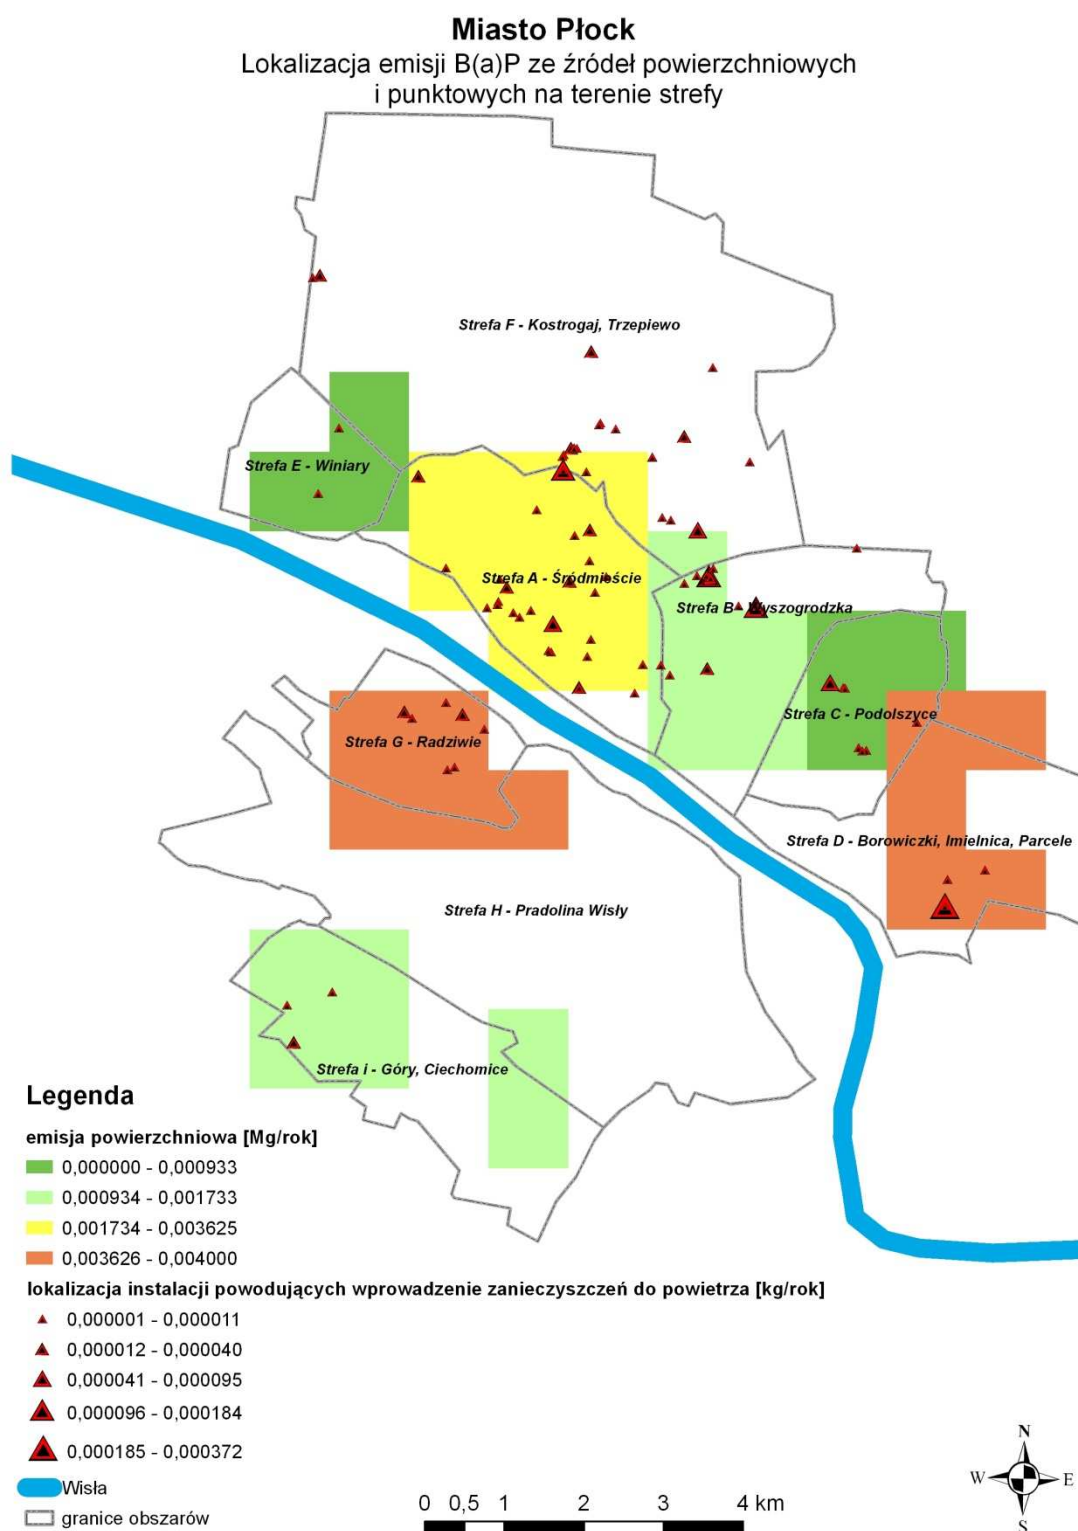 Miasto Płock
Lokalizacja emisji B(a)P ze źródeł powierzchniowych
i punktowych na terenie strefy
Strefa F - Kostrogaj, Trzepiewo
Strefa E - Winiary
Strefa A - Śródmieście
Strefa B - Wyszogrodzka
Strefa C - Podolszyce
Strefa G - Radziwie
Strefa D - Borowiczki, Imielnica, Parcele
Strefa H - Pradolina Wisły
Strefa i - Góry, Ciechomice
Legenda
emisja powierzchniowa [Mg/rok]
0,000000 - 0,000933
0,000934 - 0,001733
0,001734 - 0,003625
0,003626 - 0,004000
lokalizacja instalacji powodujących wprowadzenie zanieczyszczeń do powietrza [kg/rok]
0,000001 - 0,000011
0,000012 - 0,000040
0,000041 - 0,000095
0,000096 - 0,000184
0,000185 - 0,000372
Wisła
granice obszarów
0 0,5 1 2 3 4 km
N
W E
S